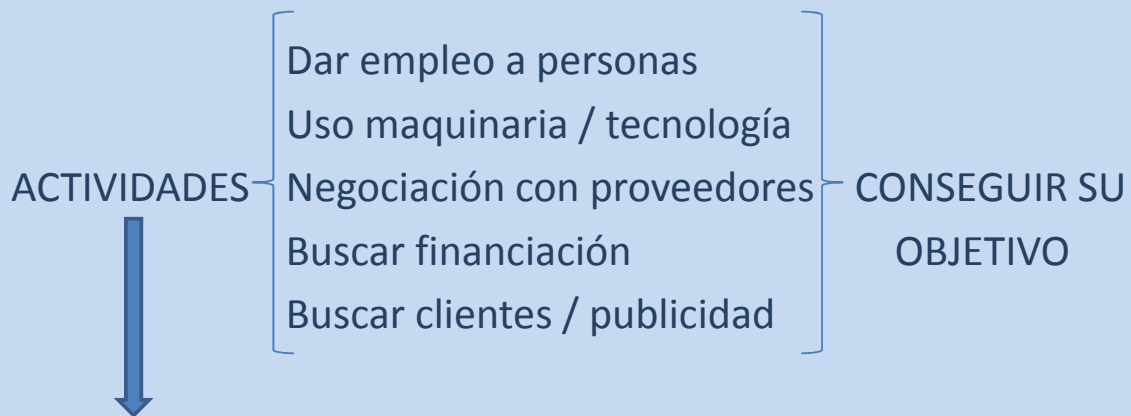 Dar empleo a personas
Uso maquinaria / tecnología
ACTIVIDADES
Negociación con proveedores
CONSEGUIR SU
OBJETIVO
Buscar financiación
Buscar clientes / publicidad